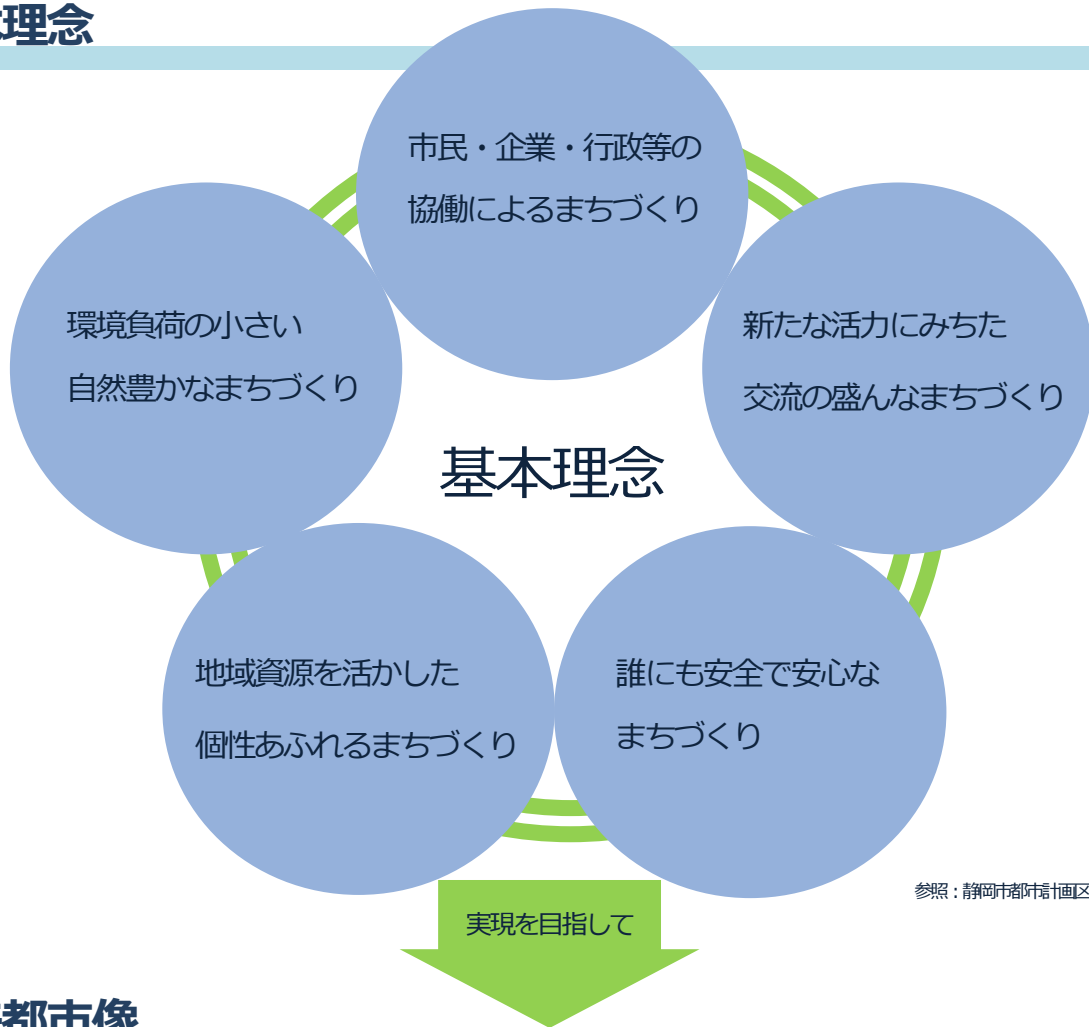 理念
市民・企業・行政等の
協働によるまちづくり
環境負荷の小さい
自然豊かなまちづくり
新たな活力にみちた
交流の盛んなまちづくり
基本理念
地域資源を活かした
個性あふれるまちづくり
誰にも安全で安心な
まちづくり
参照：静岡市都市計画区
実現を目指して
都市像